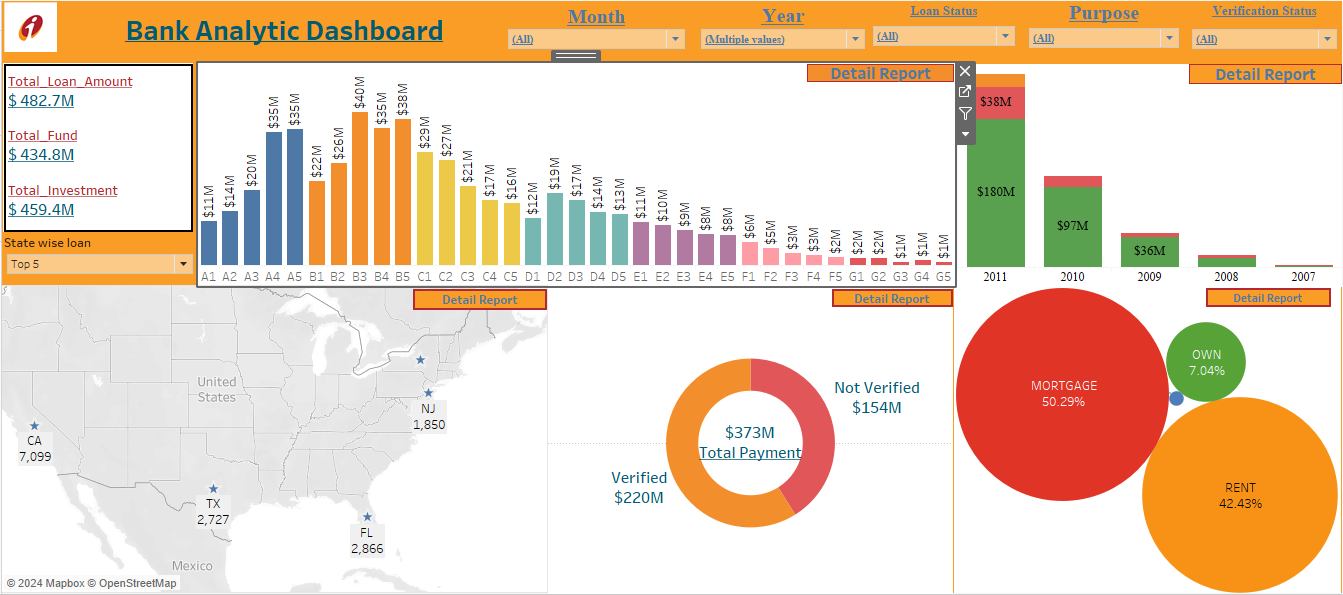 Bank Analytic Dashboard
Month
(All)
Year
(Multiple values)
Loan Status
(All)
Purpose
(All)
Verification Status
(All)
Total_Loan_Amount
$ 482.7M
Total_Fund
$ 434.8M
Total_Investment
$ 459.4M
State wise loan
Top 5
Detail Report
$11M
$14M
$20M
$35M
$35M
$22M
$26M
$40M
$35M
$38M
$29M
$27M
$21M
$17M
$16M
$12M
$19M
$17M
$14M
$13M
$11M
$10M
$9M
$8M
$8M
$6M
$5M
$3M
$3M
$2M
$2M
$2M
$1M
$1M
$1M
A1 A2 A3 A4 A5 B1 B2 B3 B4 B5 C1 C2 C3 C4 C5 D1 D2 D3 D4 D5 E1 E2 E3 E4 E5 F1 F2 F3 F4 F5 G1 G2 G3 G4 G5
Detail Report
$38M
$180M
$97M
$36M
2011 2010 2009 2008 2007
Detail Report
United
States
NJ
1,850
CA
7,099
TX
2,727
FL
2,866
Mexico
© 2024 Mapbox © OpenStreetMap
Detail Report
Not Verified
$154M
$373M
Total Payment
Verified
$220M
Detail Report
OWN
7.04%
MORTGAGE
50.29%
RENT
42.43%